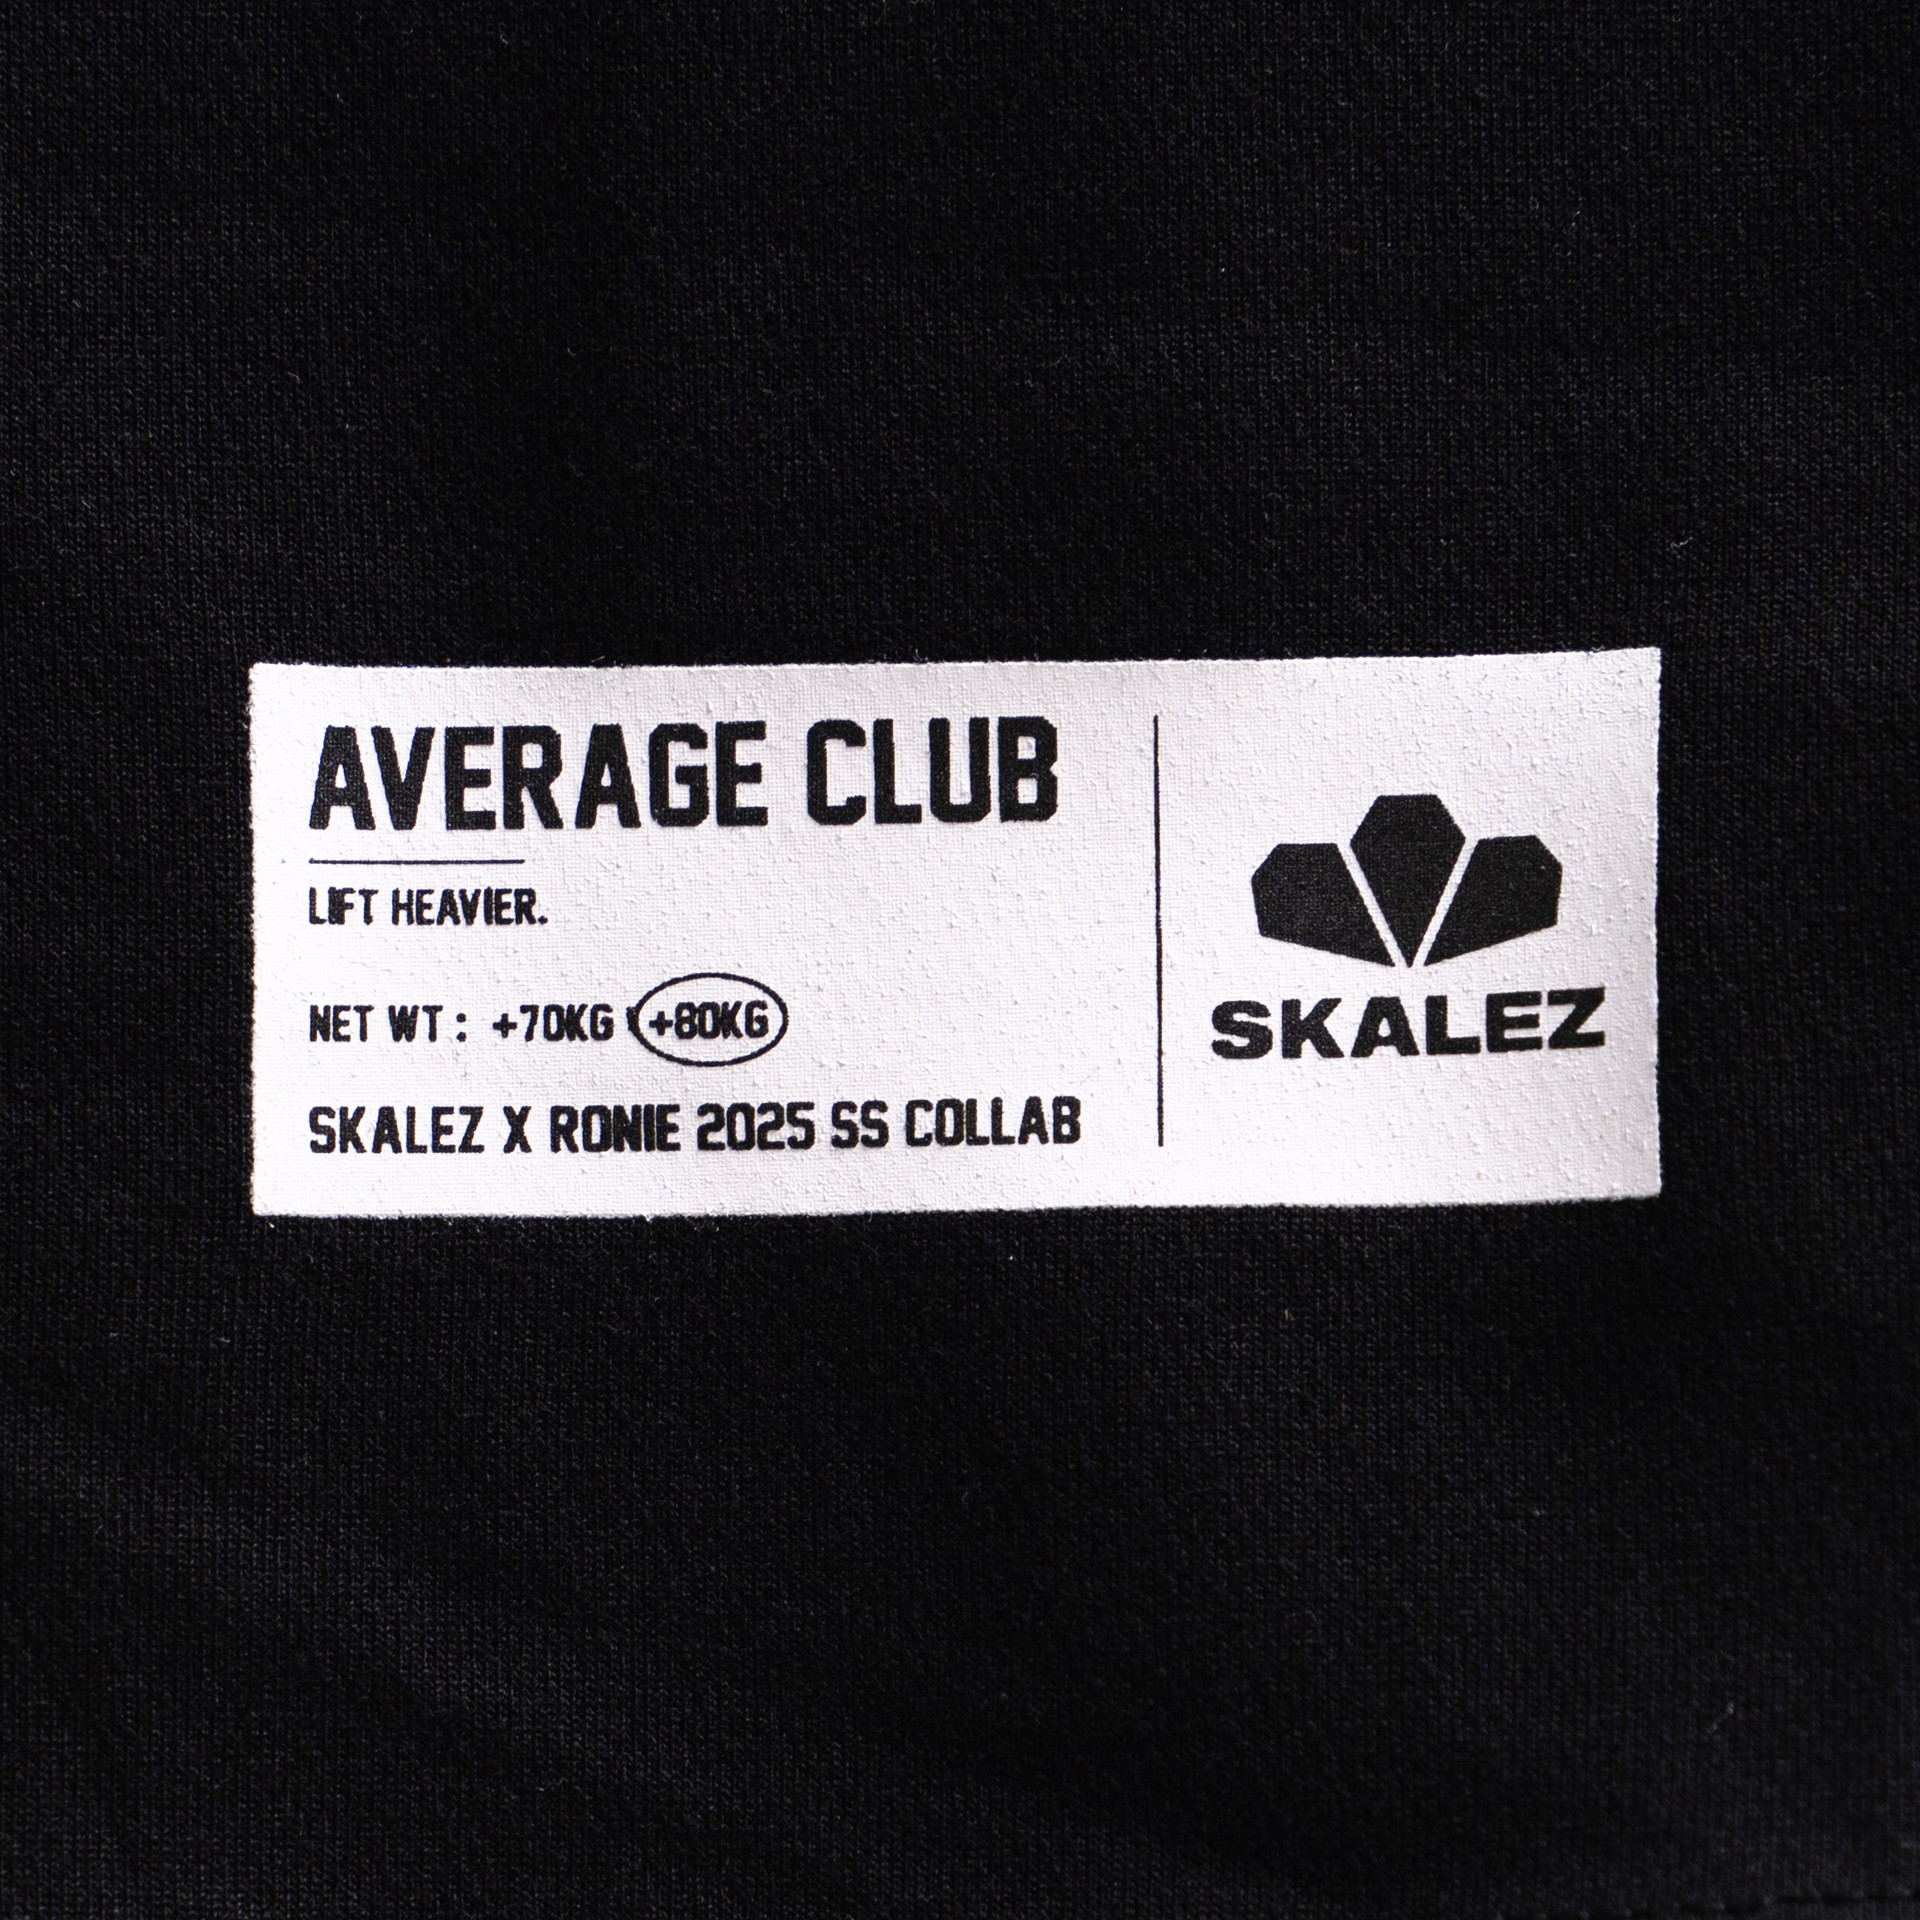 AVERAGE CLUB
LIFT HEAVIER.
NET WT : +70KG +80KG
SKALEZ X RONIE 2025 SS COLLAB
SKALEZ